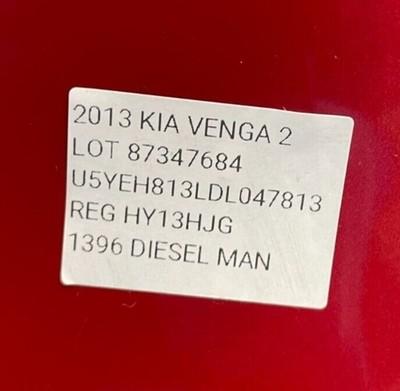 2013 KIA VENGA 2
LOT 87347684
U5YEH813LDL047813
REG HY13HJG
1396 DIESEL MAN